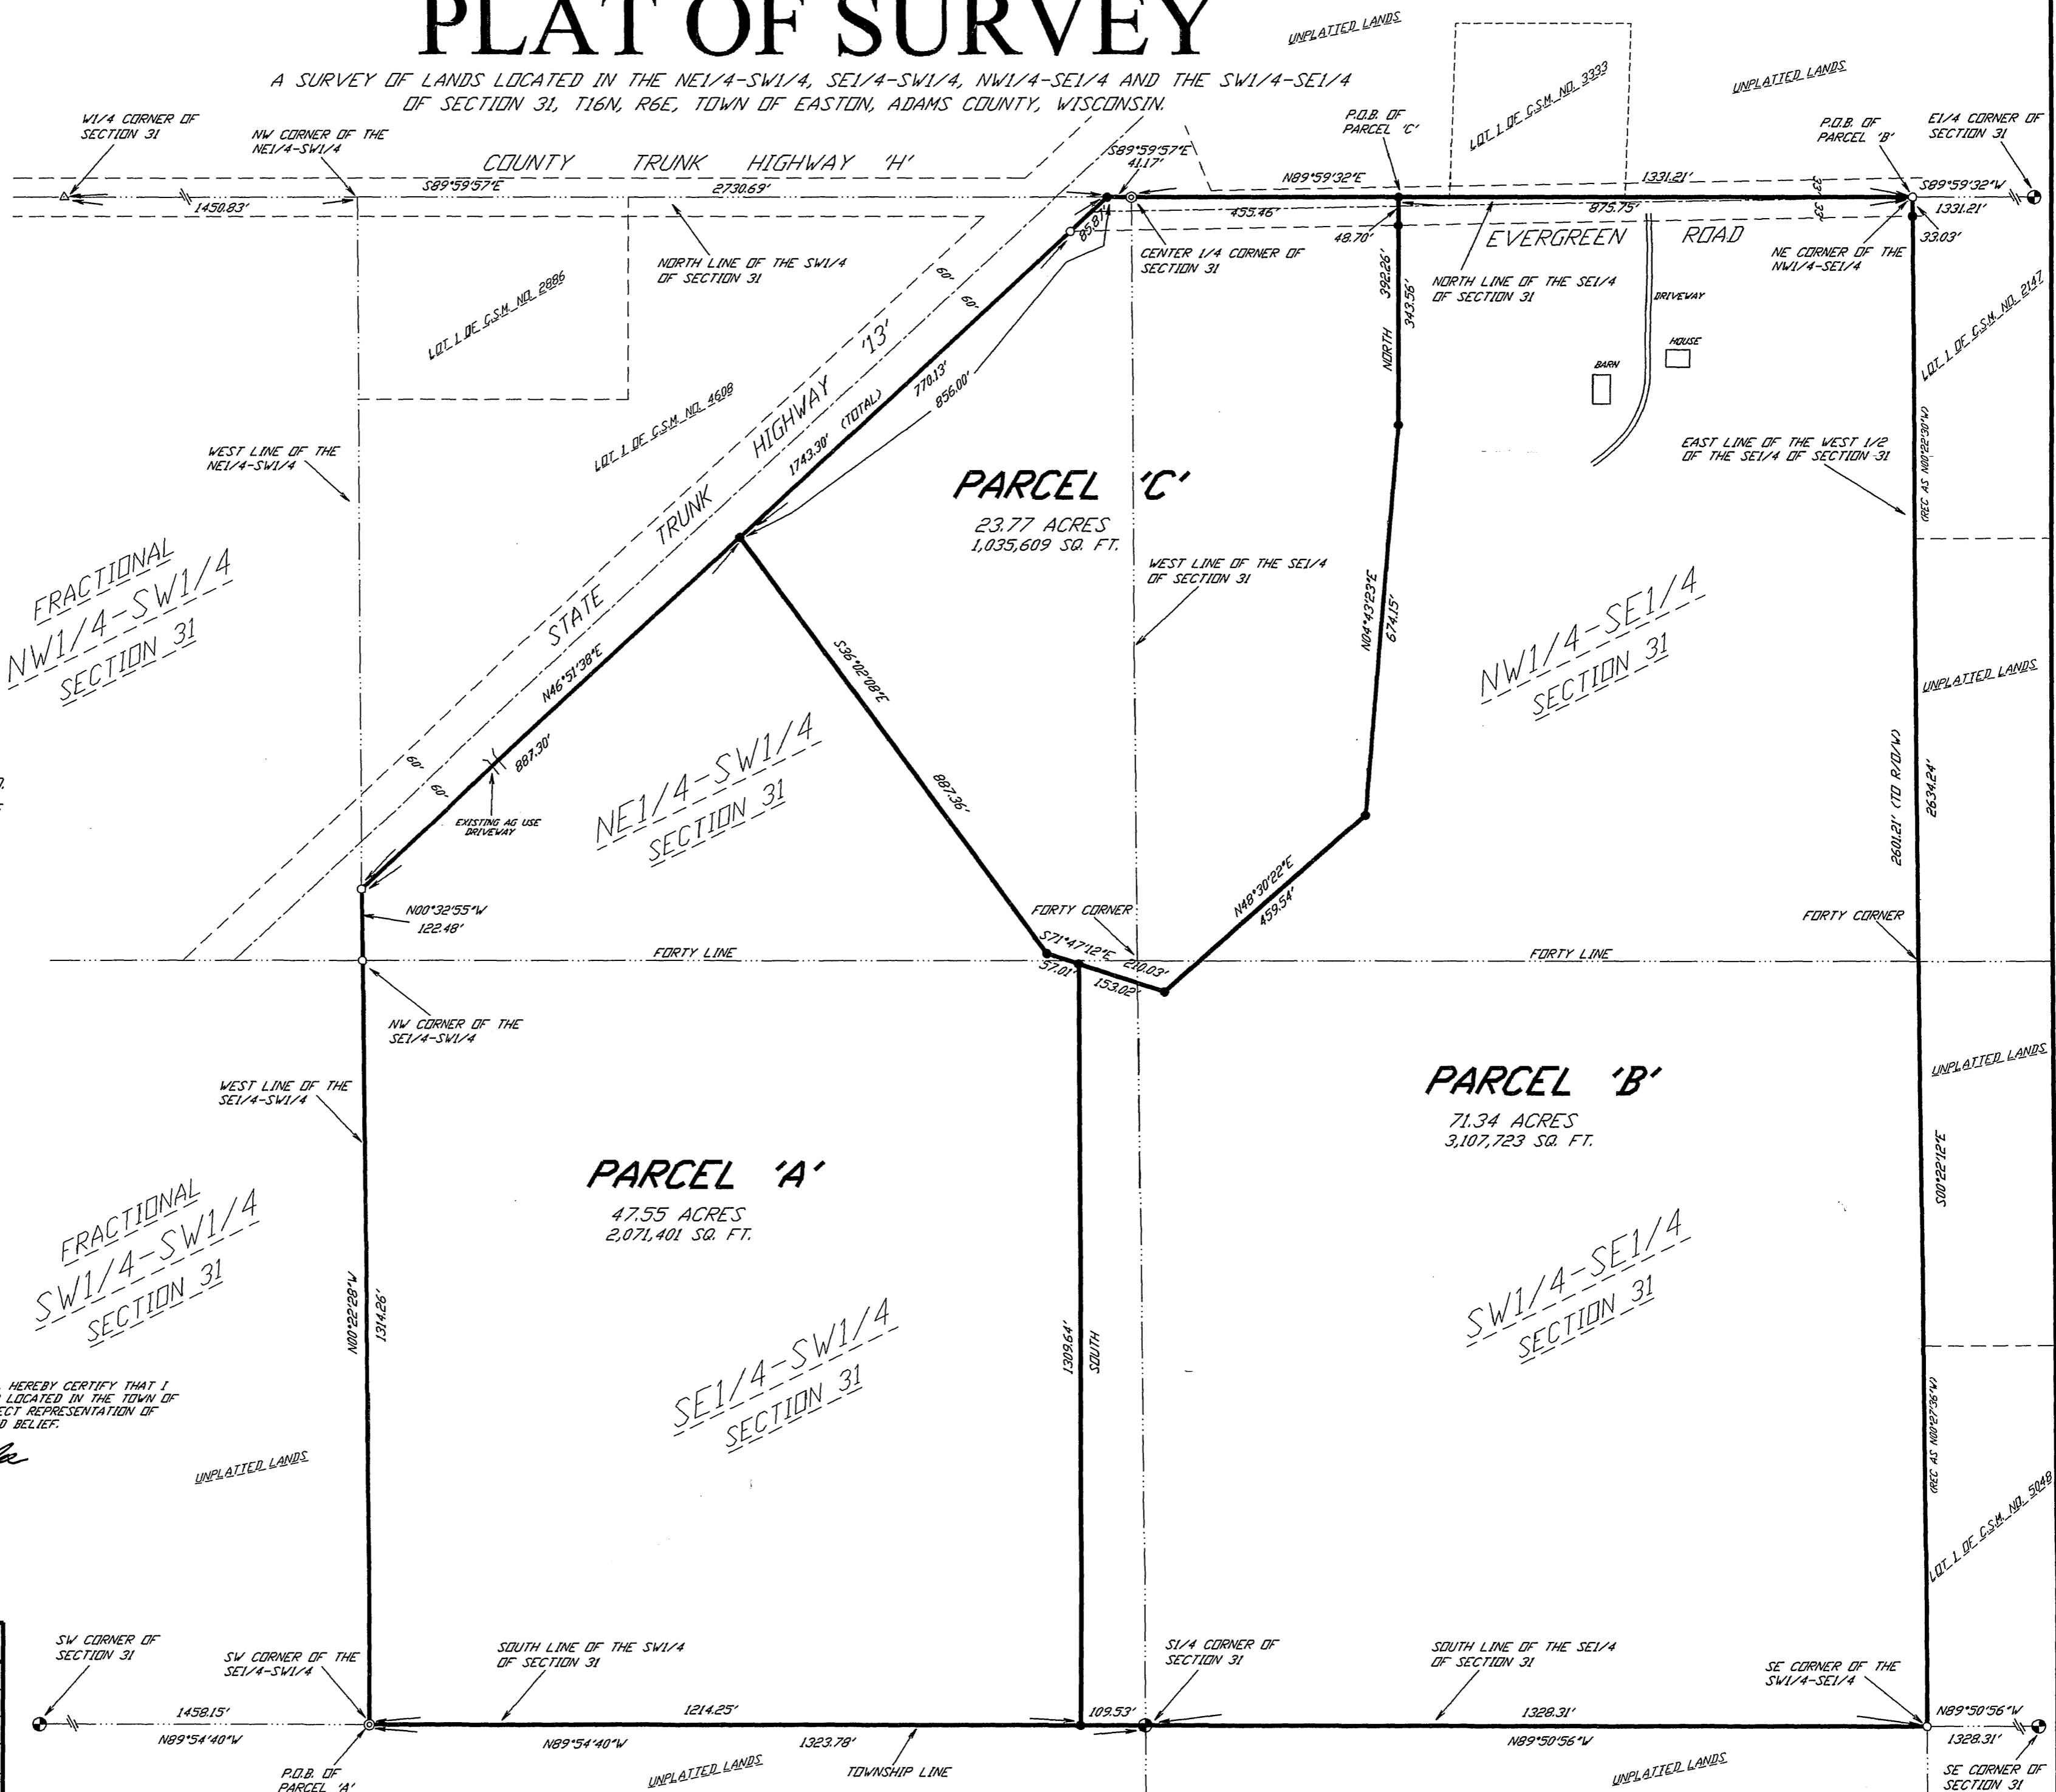 PLAT OF SURVEY
A SURVEY OF LANDS LOCATED IN THE NE1/4-SW1/4, SE1/4-SW1/4, NW1/4-SE1/4 AND THE SW1/4-SE1/4
OF SECTION 31, T16N, R6E, TOWN OF EASTON, ADAMS COUNTY, WISCONSIN.
UNPLATTED LANDS
LOT 1 OF C.S.M. NO. 3333
UNPLATTED LANDS
W1/4 CORNER OF
SECTION 31
NW CORNER OF THE
NE1/4-SW1/4
COUNTY TRUNK HIGHWAY 'H'
S89°59'57"E
2730.69'
1450.83'
S89°59'57"E
41.17'
P.O.B. OF
PARCEL 'C'
N89°59'32"E
1331.21'
P.O.B. OF
PARCEL 'B'
E1/4 CORNER OF
SECTION 31
S89°59'32"W
1331.21'
33'
33'
33.03'
455.46'
875.75'
85.87'
48.70'
EVERGREEN ROAD
NE CORNER OF THE
NW1/4-SE1/4
NORTH LINE OF THE SW1/4
OF SECTION 31
CENTER 1/4 CORNER OF
SECTION 31
NORTH LINE OF THE SE1/4
OF SECTION 31
DRIVEWAY
HOUSE
BARN
LOT 1 OF C.S.M. NO. 2886
LOT 1 OF C.S.M. NO. 4608
LOT 1 OF C.S.M. NO. 2147
60'
60'
STATE TRUNK HIGHWAY '13'
1743.30' (TOTAL)
770.13'
856.00'
NORTH 392.26'
343.56'
WEST LINE OF THE
NE1/4-SW1/4
EAST LINE OF THE WEST 1/2
OF THE SE1/4 OF SECTION 31
(REC AS N00°22'30"W)
PARCEL 'C'
23.77 ACRES
1,035,609 SQ. FT.
WEST LINE OF THE SE1/4
OF SECTION 31
FRACTIONAL
NW1/4-SW1/4
SECTION 31
N46°51'38"E
887.30'
60'
60'
EXISTING AG USE
DRIVEWAY
S36°02'08"E
887.36'
N04°43'23"E
674.15'
NE1/4-SW1/4
SECTION 31
NW1/4-SE1/4
SECTION 31
UNPLATTED LANDS
2601.21' (TO R/O/W)
2634.24'
N00°32'55"W
122.48'
FORTY LINE
FORTY CORNER
S71°47'12"E
210.03'
57.01'
153.02'
N48°30'22"E
459.54'
FORTY LINE
FORTY CORNER
NW CORNER OF THE
SE1/4-SW1/4
WEST LINE OF THE
SE1/4-SW1/4
UNPLATTED LANDS
PARCEL 'B'
71.34 ACRES
3,107,723 SQ. FT.
PARCEL 'A'
47.55 ACRES
2,071,401 SQ. FT.
S00°22'12"E
FRACTIONAL
SW1/4-SW1/4
SECTION 31
N00°22'28"W
1314.26'
1309.64'
SOUTH
SE1/4-SW1/4
SECTION 31
SW1/4-SE1/4
SECTION 31
HEREBY CERTIFY THAT I
LOCATED IN THE TOWN OF
ECT REPRESENTATION OF
D BELIEF.
UNPLATTED LANDS
(REC AS N00°27'36"W)
LOT 1 OF C.S.M. NO. 5048
SW CORNER OF
SECTION 31
SW CORNER OF THE
SE1/4-SW1/4
SOUTH LINE OF THE SW1/4
OF SECTION 31
S1/4 CORNER OF
SECTION 31
SOUTH LINE OF THE SE1/4
OF SECTION 31
SE CORNER OF THE
SW1/4-SE1/4
1458.15'
N89°54'40"W
1214.25'
109.53'
1328.31'
N89°50'56"W
1328.31'
N89°54'40"W
1323.78'
N89°50'56"W
P.O.B. OF
PARCEL 'A'
UNPLATTED LANDS
TOWNSHIP LINE
UNPLATTED LANDS
SE CORNER OF
SECTION 31